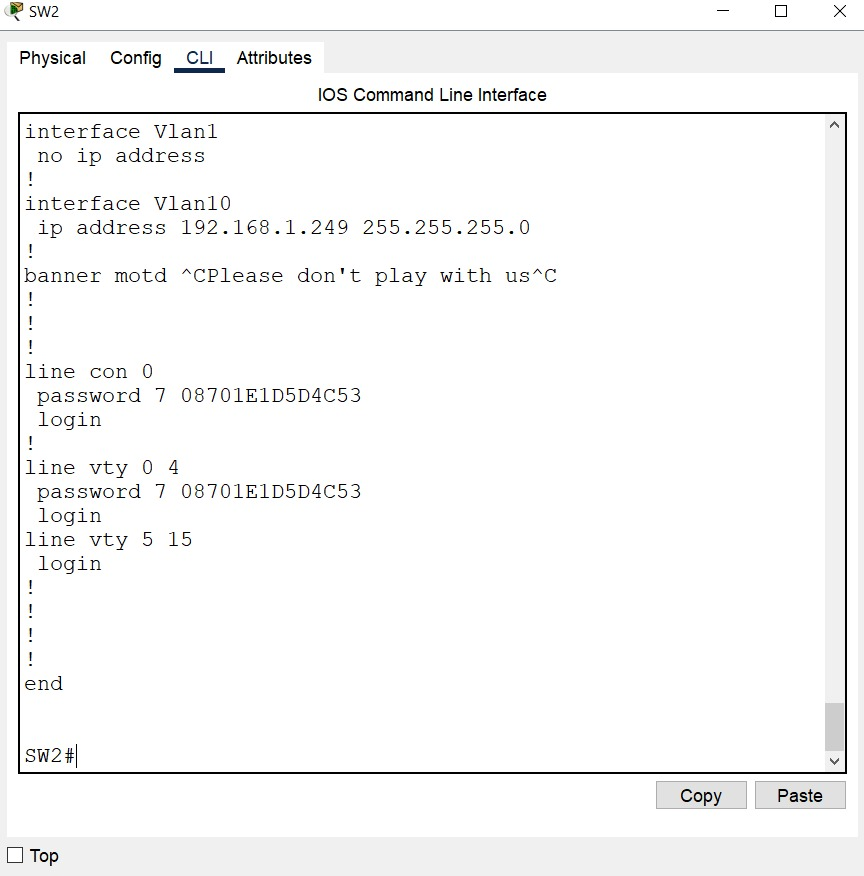 SW2
Physical Config CLI Attributes
IOS Command Line Interface
interface Vlan1
no ip address
!
interface Vlan10
ip address 192.168.1.249 255.255.255.0
!
banner motd ^CPlease don't play with us^C
!
!
!
line con 0
password 7 08701E1D5D4C53
login
!
line vty 0 4
password 7 08701E1D5D4C53
login
line vty 5 15
login
!
!
!
!
end
SW2#
Copy Paste
Top